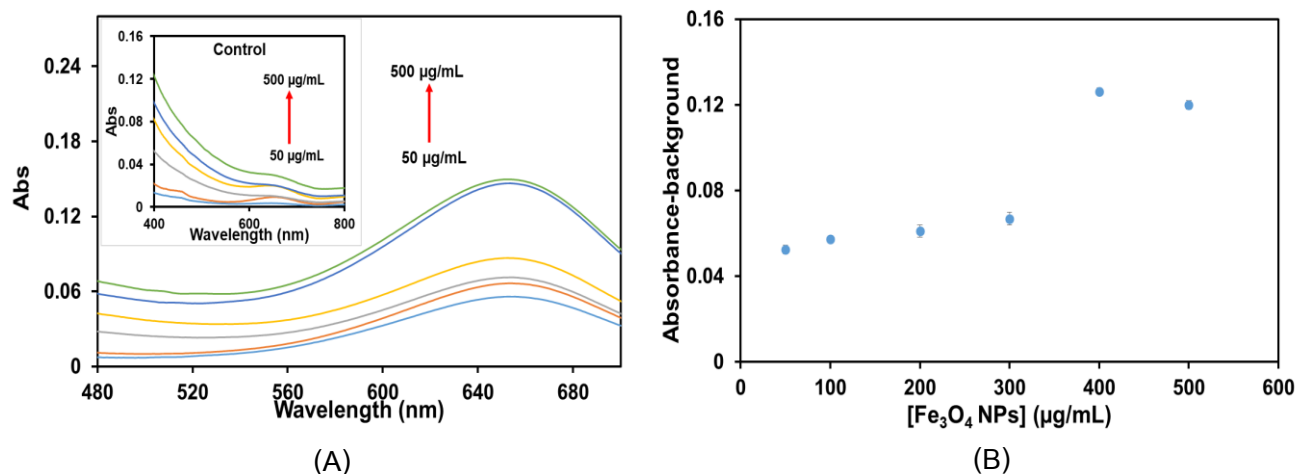 0.24
0.18
0.12
0.06
0
Abs
480
520
560
600
640
680
Wavelength (nm)
500 µg/mL
50 µg/mL
Control
0.16
0.12
0.08
0.04
0
Abs
500 µg/mL
50 µg/mL
400
600
800
Wavelength (nm)
(A)
0.16
0.12
0.08
0.04
0
Absorbance-background
0
100
200
300
400
500
600
[Fe₃O₄ NPs] (µg/mL)
(B)